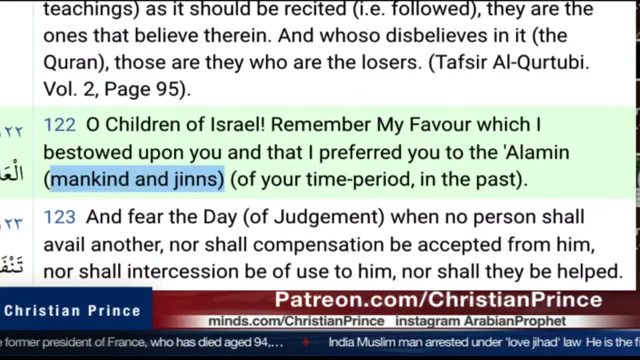 teachings) as it should be recited (i.e. followed), they are the
ones that believe therein. And whoso disbelieves in it (the
Quran), those are they who are the losers. (Tafsir Al-Qurtubi.
Vol. 2, Page 95).
١٢٢ 122 O Children of Israel! Remember My Favour which I
bestowed upon you and that I preferred you to the 'Alamin
(mankind and jinns) (of your time-period, in the past).
١٢٣ 123 And fear the Day (of Judgement) when no person shall
avail another, nor shall compensation be accepted from him,
nor shall intercession be of use to him, nor shall they be helped.
Christian Prince
Patreon.com/ChristianPrince
minds.com/ChristianPrince instagram ArabianProphet
former president of France, who has died aged 94,... India Muslim man arrested under 'love jihad' law He is the